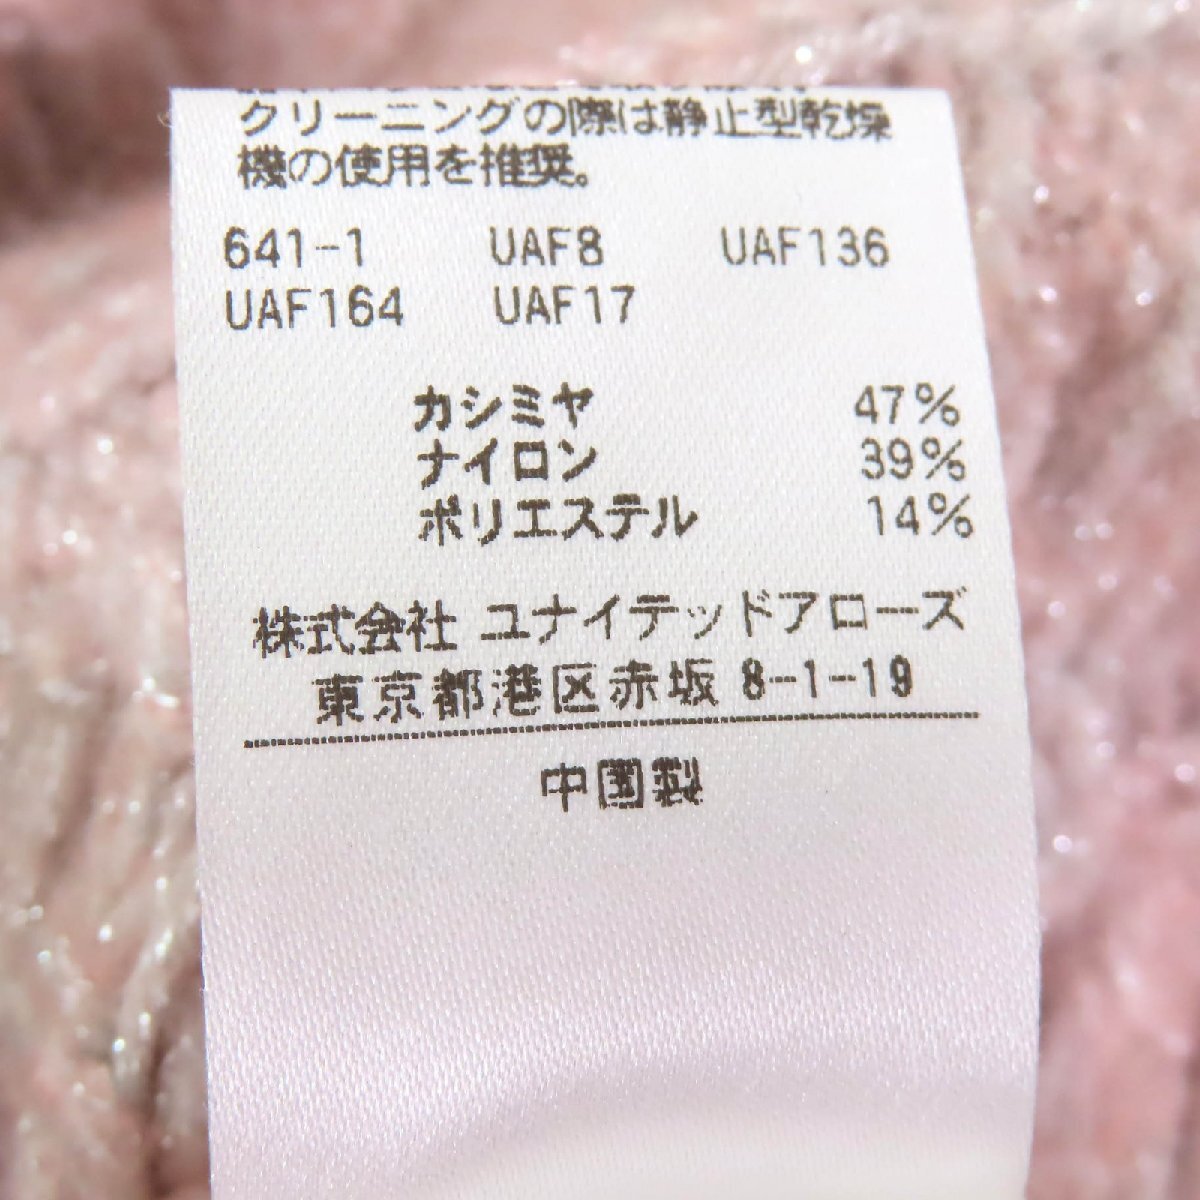 クリーニングの際は静止型乾燥
機の使用を推奨。
641-1 UAF8 UAF136
UAF164 UAF17
カシミヤ 47%
ナイロン 39%
ポリエステル 14%
株式会社 ユナイテッドアローズ
東京都港区赤坂 8-1-19
中国製